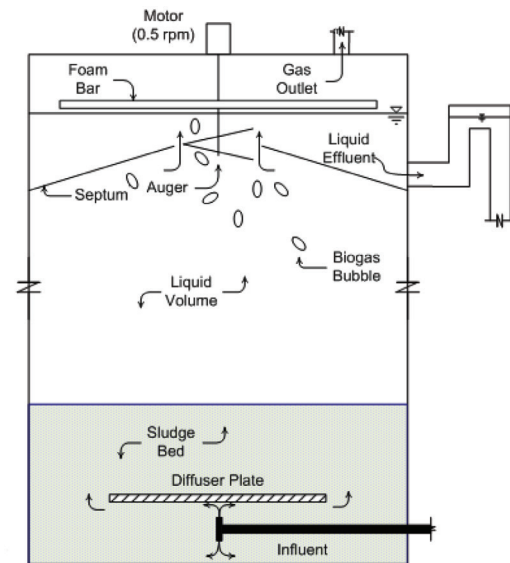 Motor
(0.5 rpm)
Foam
Bar
Gas
Outlet
Liquid
Effluent
Septum
Auger
Biogas
Bubble
Liquid
Volume
Sludge
Bed
Diffuser Plate
Influent